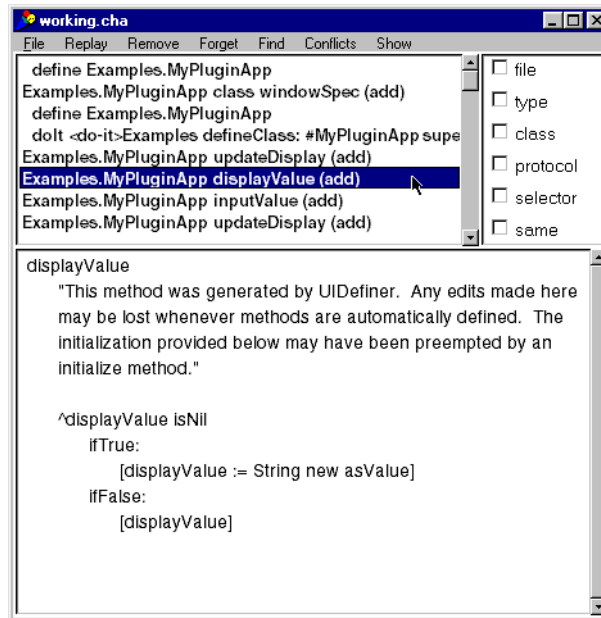 working.cha
File Replay Remove Forget Find Conflicts Show
define Examples.MyPluginApp
Examples.MyPluginApp class windowSpec (add)
define Examples.MyPluginApp
doIt <do-it>Examples defineClass: #MyPluginApp supe
Examples.MyPluginApp updateDisplay (add)
Examples.MyPluginApp displayValue (add)
Examples.MyPluginApp inputValue (add)
Examples.MyPluginApp updateDisplay (add)
file
type
class
protocol
selector
same
displayValue
"This method was generated by UIDefiner. Any edits made here
may be lost whenever methods are automatically defined. The
initialization provided below may have been preempted by an
initialize method."
^displayValue isNil
ifTrue:
[displayValue := String new asValue]
ifFalse:
[displayValue]